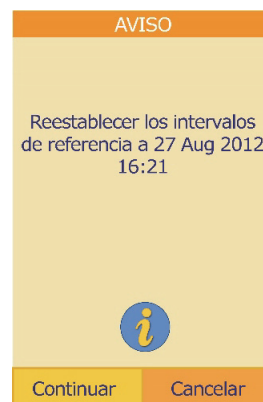 AVISO
Reestablecer los intervalos
de referencia a 27 Aug 2012
16:21
i
Continuar
Cancelar